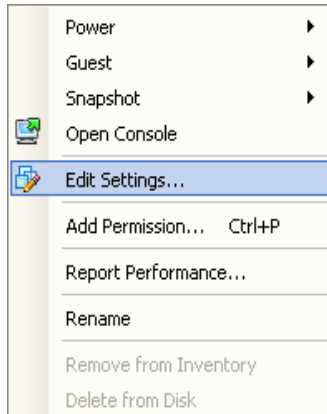 Power
Guest
Snapshot
Open Console
Edit Settings...
Add Permission... Ctrl+P
Report Performance...
Rename
Remove from Inventory
Delete from Disk